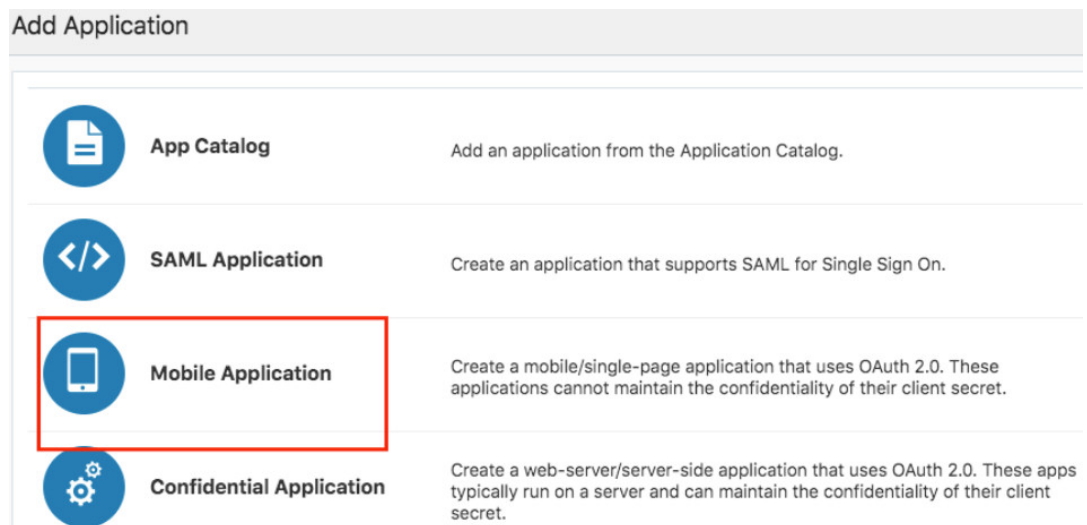 Add Application
App Catalog
Add an application from the Application Catalog.
</>
SAML Application
Create an application that supports SAML for Single Sign On.
Mobile Application
Create a mobile/single-page application that uses OAuth 2.0. These
applications cannot maintain the confidentiality of their client secret.
Confidential Application
Create a web-server/server-side application that uses OAuth 2.0. These apps
typically run on a server and can maintain the confidentiality of their client
secret.